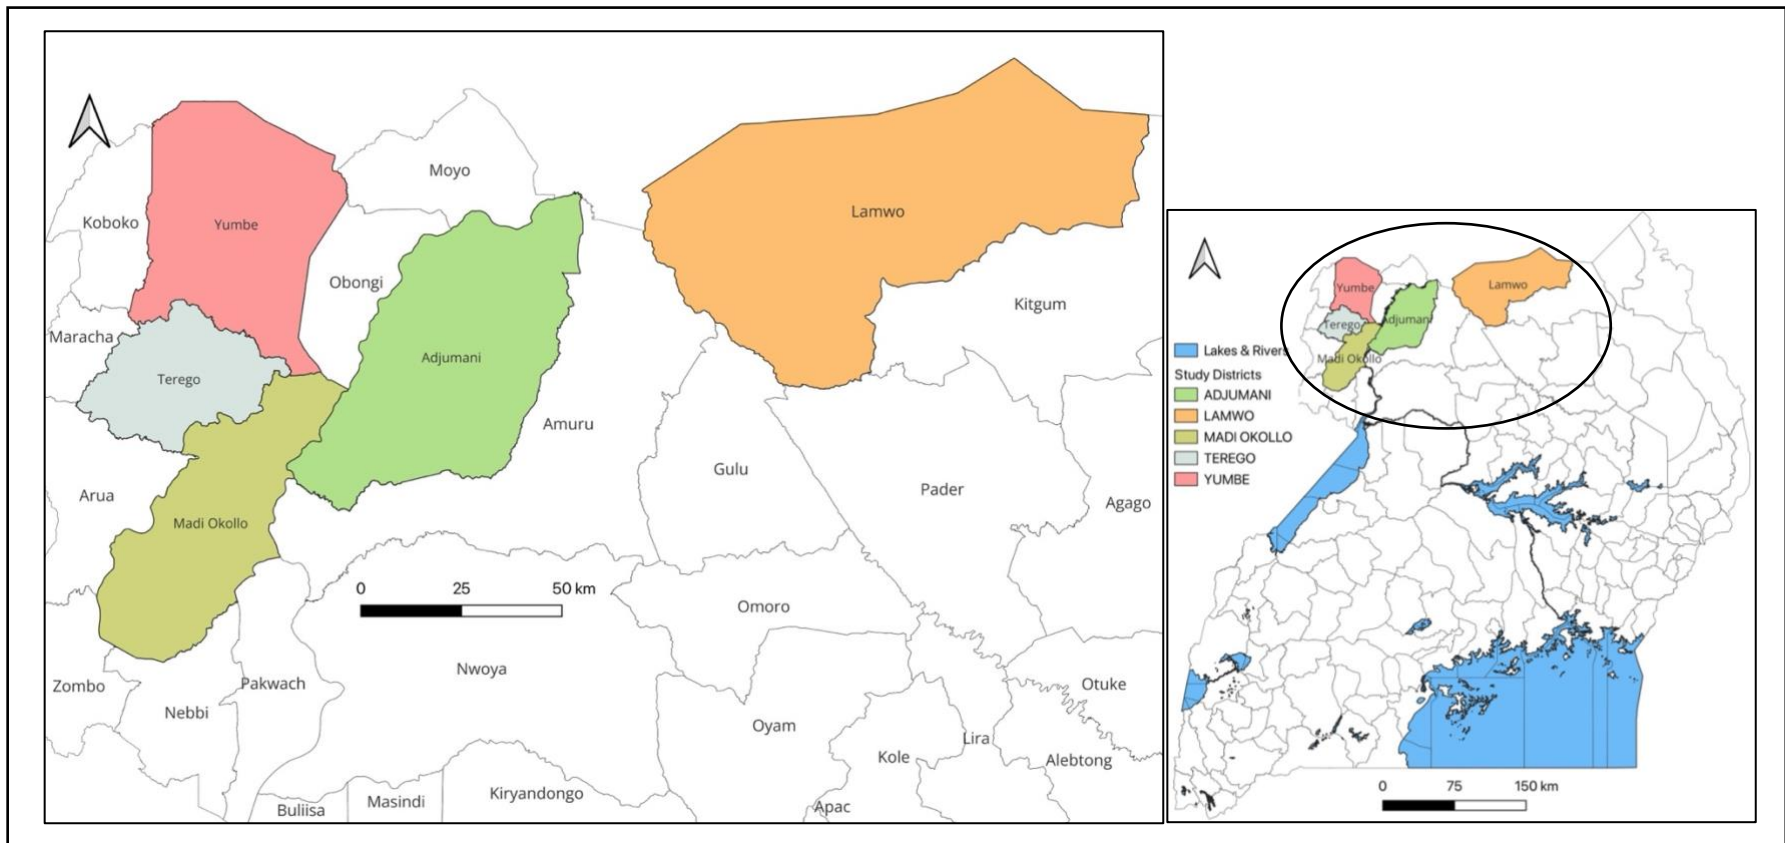 Moyo
Koboko
Yumbe
Lamwo
Obongi
Kitgum
Maracha
Adjumani
Terego
Amuru
Gulu
Pader
Arua
Agago
Madi Okollo
0 25 50 km
Omoro
Nwoya
Zombo
Pakwach
Otuke
Nebbi
Oyam
Lira
Kole
Alebtong
Kiryandongo
Masindi
Buliisa
Apac
Yumbe
Lamwo
Terego
Adjumani
Madi Okollo
Lakes & Rivers
Study Districts
ADJUMANI
LAMWO
MADI OKOLLO
TEREGO
YUMBE
0 75 150 km